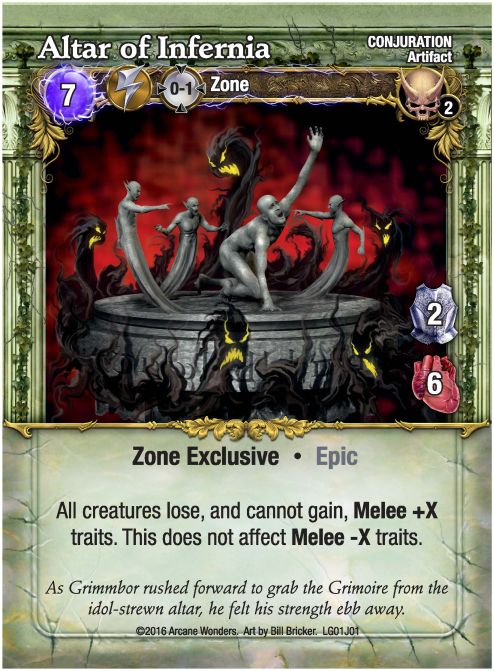 Altar of Infernia
CONJURATION
Artifact
7
0-1
Zone
2
2
6
Zone Exclusive • Epic
All creatures lose, and cannot gain, Melee +X
traits. This does not affect Melee -X traits.
As Grimmbor rushed forward to grab the Grimoire from the
idol-strewn altar, he felt his strength ebb away.
©2016 Arcane Wonders. Art by Bill Bricker. LG01J01